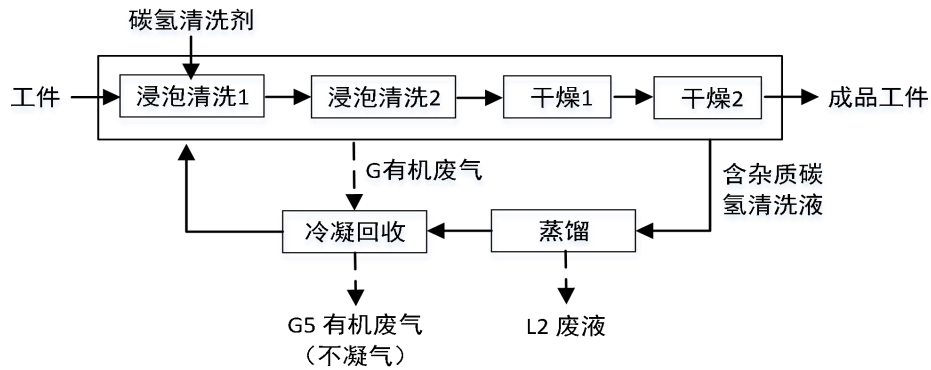 碳氢清洗剂
工件
浸泡清洗1
浸泡清洗2
干燥1
干燥2
成品工件
G有机废气
含杂质碳
氢清洗液
冷凝回收
蒸馏
G5 有机废气
（不凝气）
L2 废液